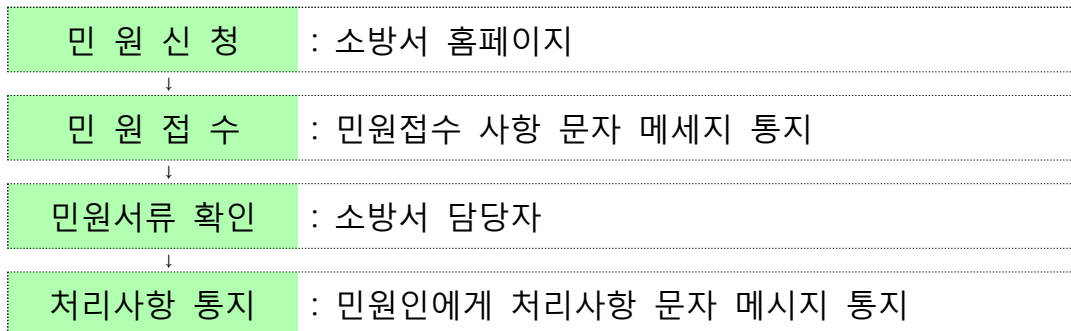 민 원 신 청 : 소방서 홈페이지
↓
민 원 접 수 : 민원접수 사항 문자 메세지 통지
↓
민원서류 확인 : 소방서 담당자
↓
처리사항 통지 : 민원인에게 처리사항 문자 메시지 통지